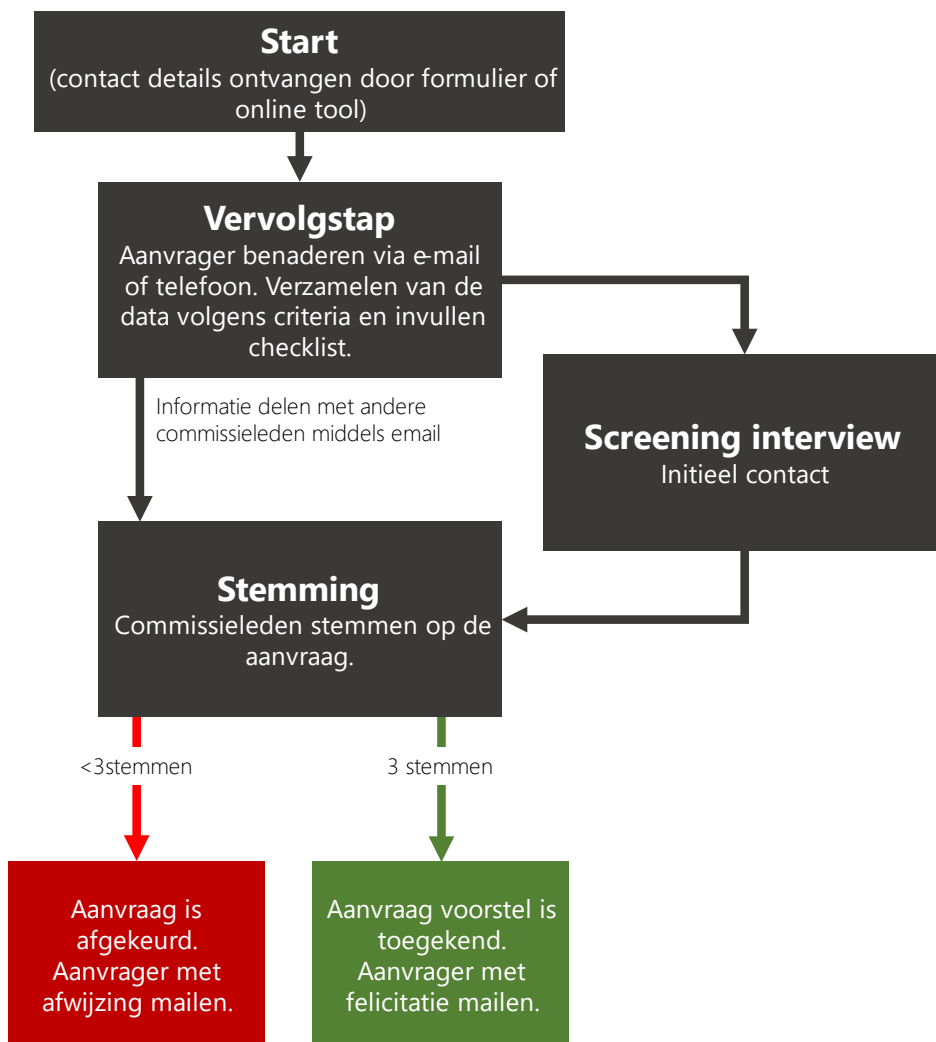 Start
(contact details ontvangen door formulier of
online tool)
Vervolgstap
Aanvrager benaderen via e-mail
of telefoon. Verzamelen van de
data volgens criteria en invullen
checklist.
Informatie delen met andere
commissieleden middels email
Screening interview
Initieel contact
Stemming
Commissieleden stemmen op de
aanvraag.
<3stemmen
3 stemmen
Aanvraag is
afgekeurd.
Aanvrager met
afwijzing mailen.
Aanvraag voorstel is
toegekend.
Aanvrager met
felicitatie mailen.